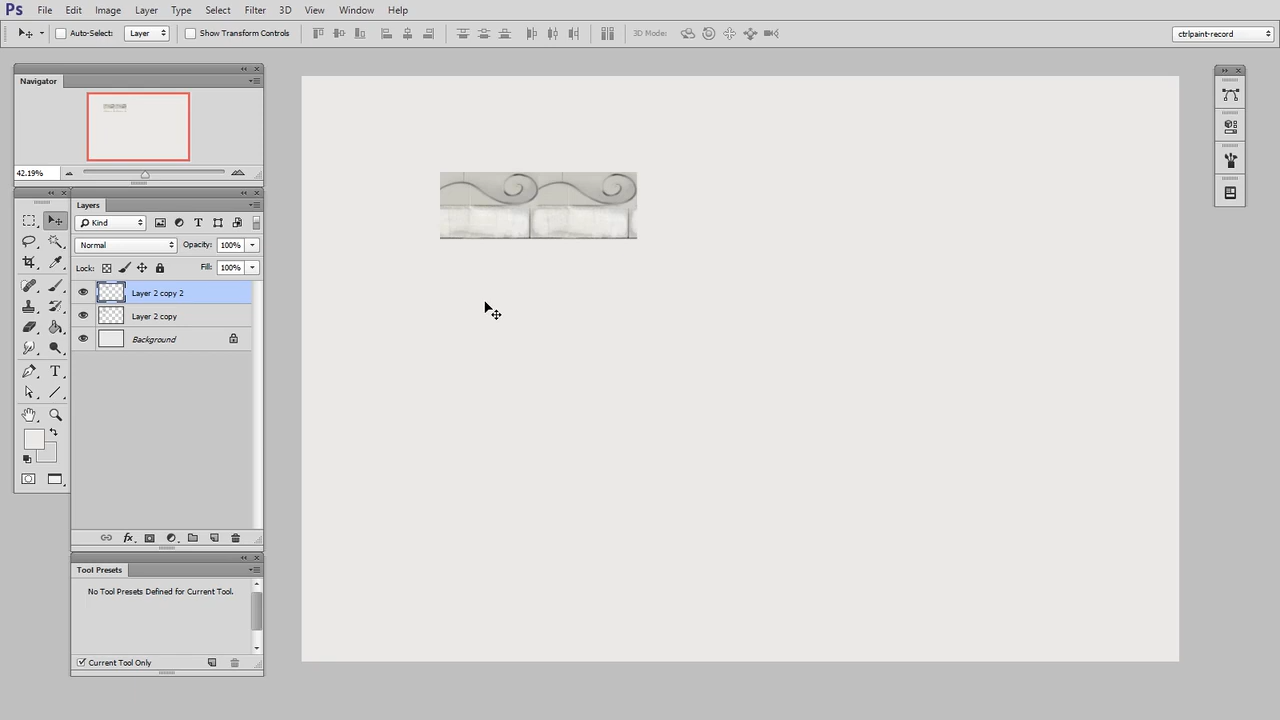 Ps File Edit Image Layer Type Select Filter 3D View Window Help
Auto-Select: Layer Show Transform Controls 3D Mode: ctrlpaint-record
Navigator
42.19%
Layers
Kind
Normal Opacity: 100%
Lock: Fill: 100%
Layer 2 copy 2
Layer 2 copy
Background
Tool Presets
No Tool Presets Defined for Current Tool.
Current Tool Only